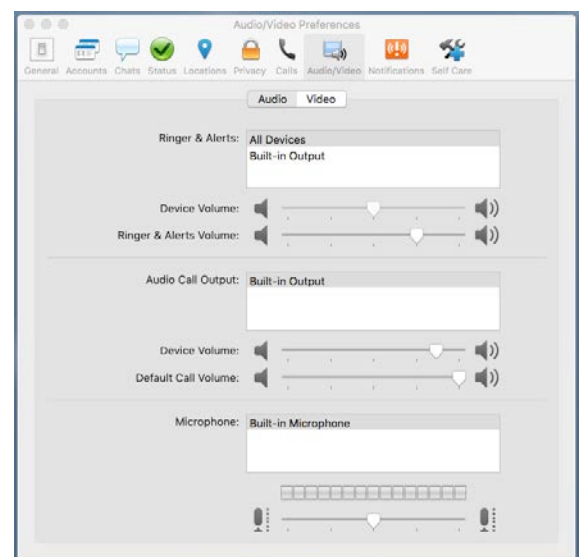 Audio/Video Preferences
General Accounts Chats Status Locations Privacy Calls Audio/Video Notifications Self Care
Audio Video
Ringer & Alerts: All Devices
Built-in Output
Device Volume:
Ringer & Alerts Volume:
Audio Call Output: Built-in Output
Device Volume:
Default Call Volume:
Microphone: Built-in Microphone